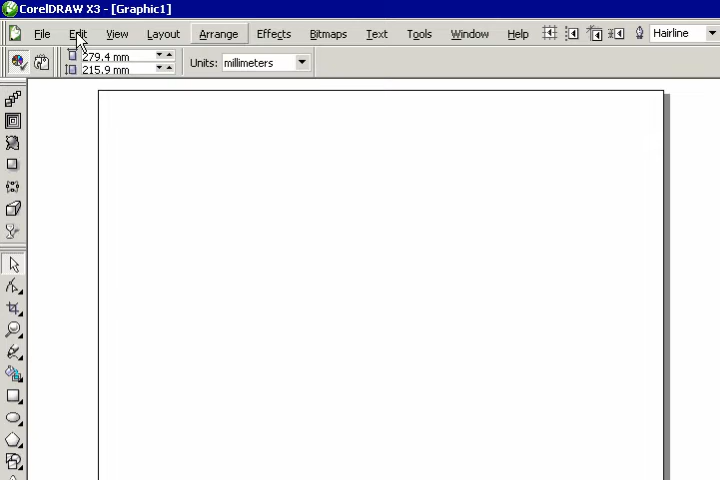 CorelDRAW X3 - [Graphic1]
File Edit View Layout Arrange Effects Bitmaps Text Tools Window Help Hairline
279.4 mm
215.9 mm
Units: millimeters